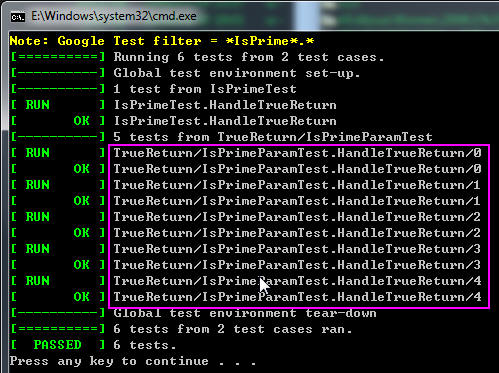 E:\Windows\system32\cmd.exe
Note: Google Test filter = *IsPrime*.*
[==========] Running 6 tests from 2 test cases.
[----------] Global test environment set-up.
[----------] 1 test from IsPrimeTest
[ RUN      ] IsPrimeTest.HandleTrueReturn
[       OK ] IsPrimeTest.HandleTrueReturn
[----------] 5 tests from TrueReturn/IsPrimeParamTest
[ RUN      ] TrueReturn/IsPrimeParamTest.HandleTrueReturn/0
[       OK ] TrueReturn/IsPrimeParamTest.HandleTrueReturn/0
[ RUN      ] TrueReturn/IsPrimeParamTest.HandleTrueReturn/1
[       OK ] TrueReturn/IsPrimeParamTest.HandleTrueReturn/1
[ RUN      ] TrueReturn/IsPrimeParamTest.HandleTrueReturn/2
[       OK ] TrueReturn/IsPrimeParamTest.HandleTrueReturn/2
[ RUN      ] TrueReturn/IsPrimeParamTest.HandleTrueReturn/3
[       OK ] TrueReturn/IsPrimeParamTest.HandleTrueReturn/3
[ RUN      ] TrueReturn/IsPrimeParamTest.HandleTrueReturn/4
[       OK ] TrueReturn/IsPrimeParamTest.HandleTrueReturn/4
[----------] Global test environment tear-down
[==========] 6 tests from 2 test cases ran.
[  PASSED  ] 6 tests.
Press any key to continue . . .